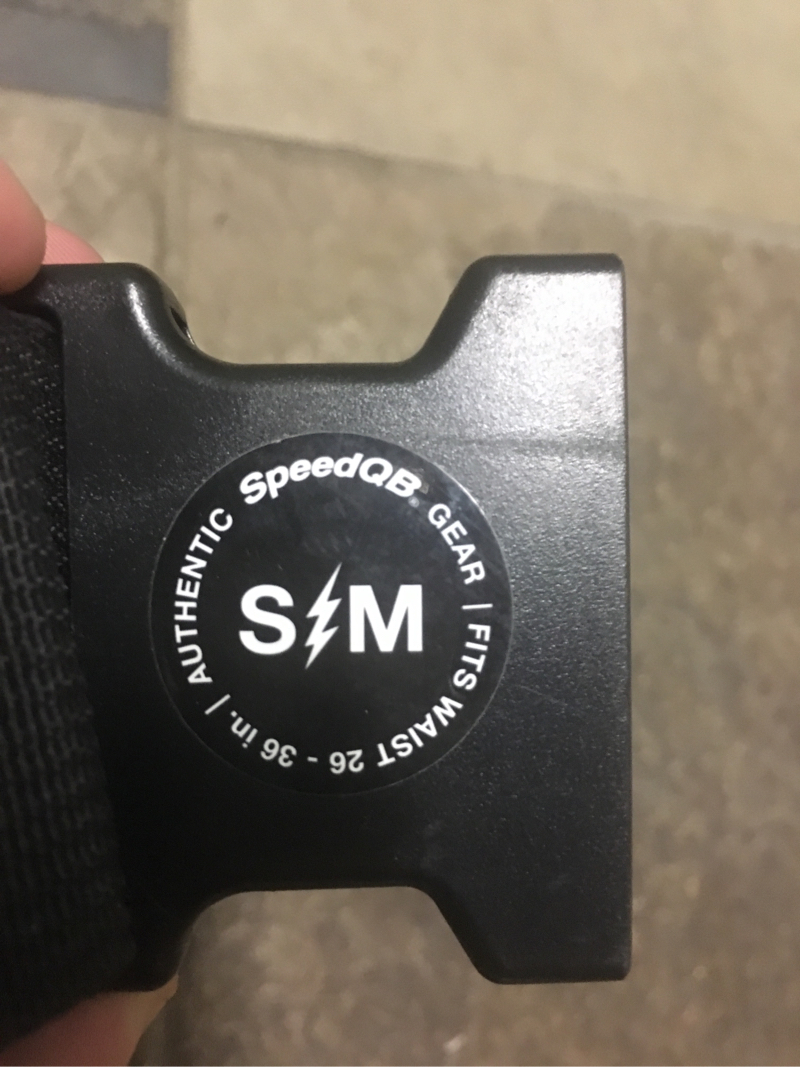 AUTHENTIC SpeedQB® GEAR | FITS WAIST 26 - 36 in. |
S⚡M